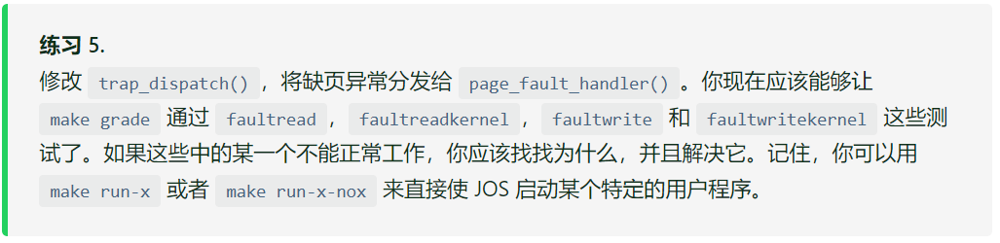 练习 5.
修改 trap_dispatch() ，将缺页异常分发给 page_fault_handler() 。你现在应该能够让
make grade 通过 faultread ，faultreadkernel ，faultwrite 和 faultwritekernel 这些测
试了。如果这些中的某一个不能正常工作，你应该找找为什么，并且解决它。记住，你可以用
make run-x 或者 make run-x-nox 来直接使 JOS 启动某个特定的用户程序。